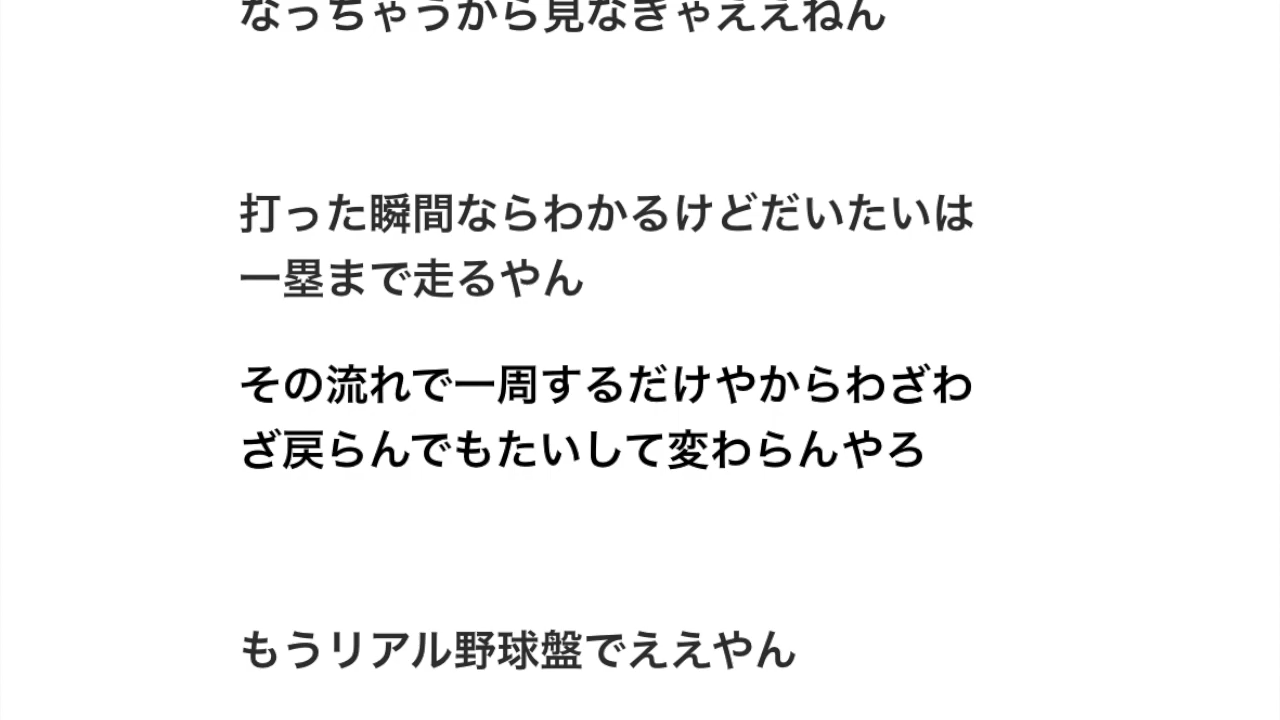 なっちゃうから見なきゃええねん
打った瞬間ならわかるけどだいたいは
一塁まで走るやん
その流れで一周するだけやからわざわ
ざ戻らんでもたいして変わらんやろ
もうリアル野球盤でええやん